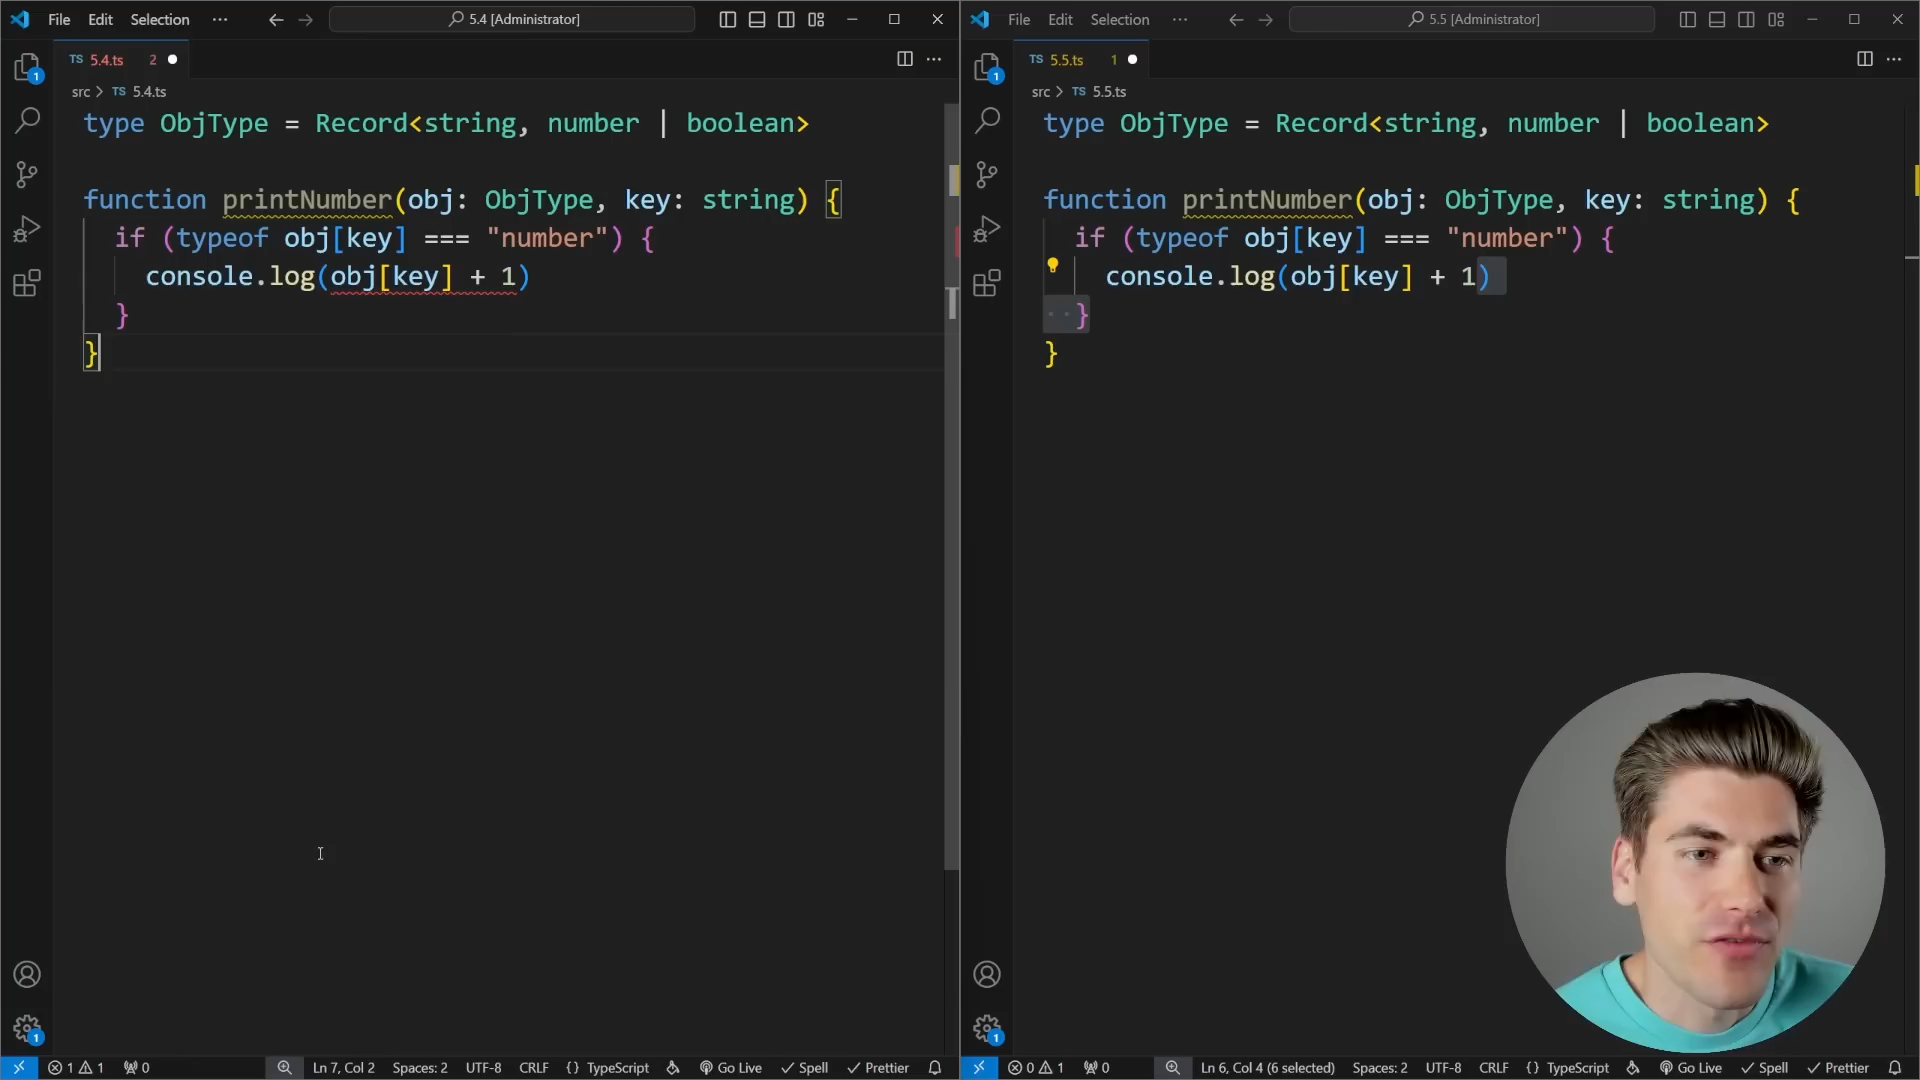 File Edit Selection ··· 5.4 [Administrator]
TS 5.4.ts 2
src > TS 5.4.ts
type ObjType = Record<string, number | boolean>
function printNumber(obj: ObjType, key: string) {
if (typeof obj[key] === "number") {
console.log(obj[key] + 1)
}
}
1
1
1 1 0 Ln 7, Col 2 Spaces: 2 UTF-8 CRLF {} TypeScript Go Live Spell Prettier
File Edit Selection ··· 5.5 [Administrator]
TS 5.5.ts 1
src > TS 5.5.ts
type ObjType = Record<string, number | boolean>
function printNumber(obj: ObjType, key: string) {
if (typeof obj[key] === "number") {
console.log(obj[key] + 1)
··}
}
1
1
0 1 0 Ln 6, Col 4 (6 selected) Spaces: 2 UTF-8 CRLF {} TypeScript Go Live Spell Prettier